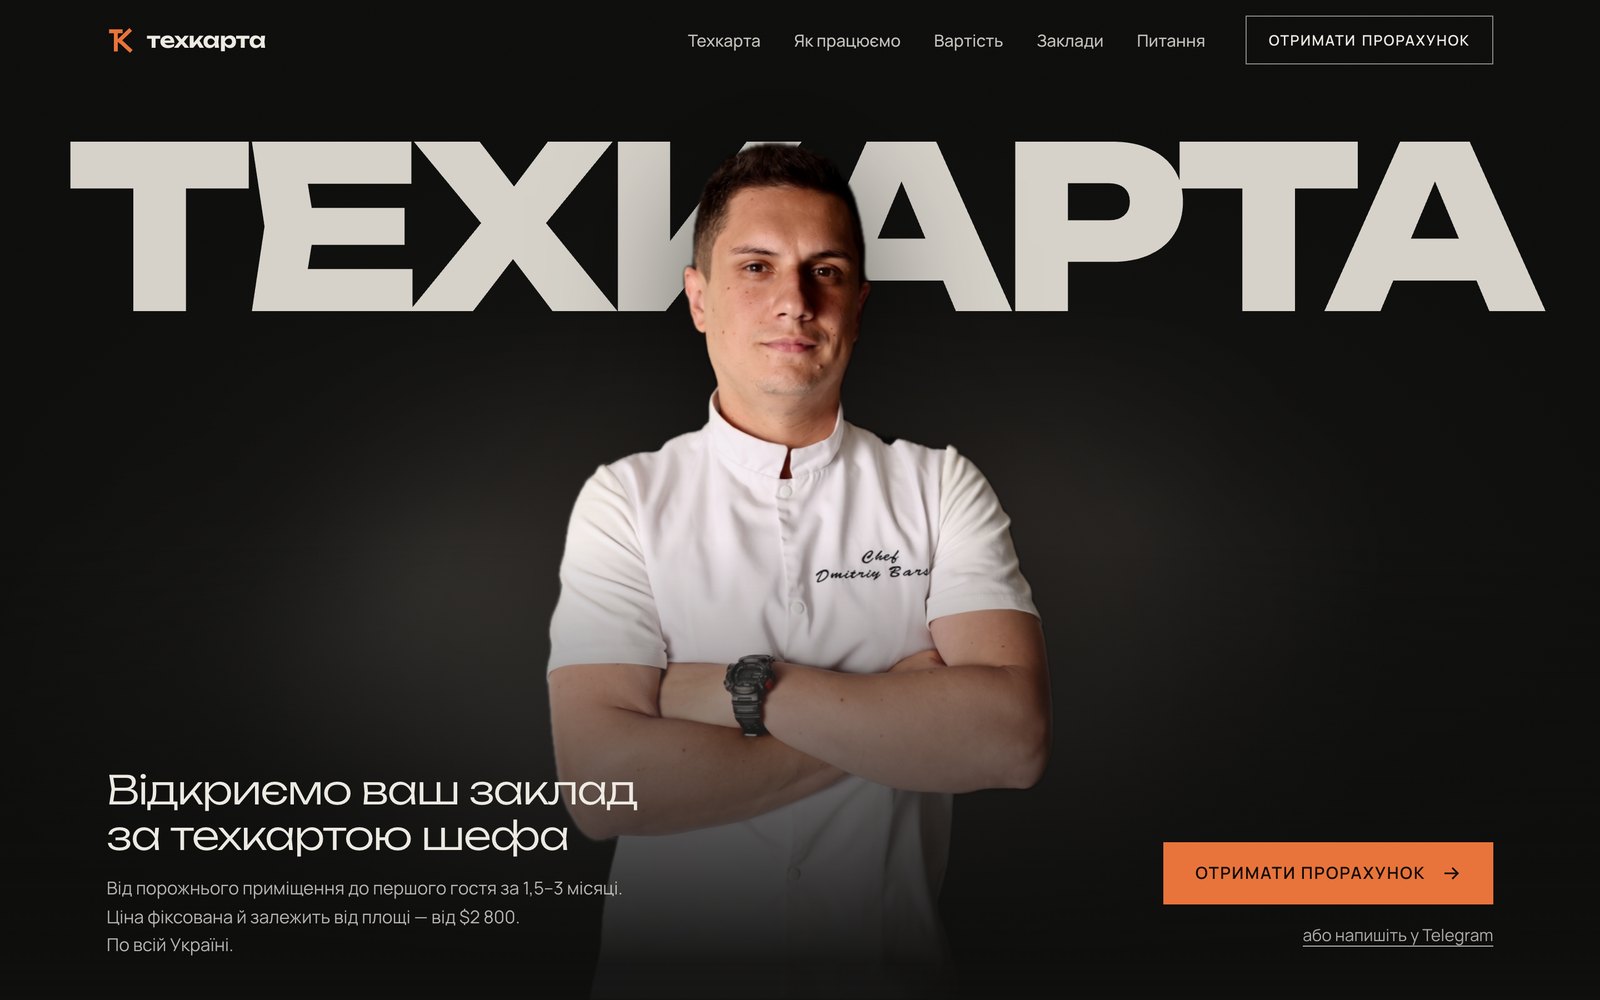 техкарта
Техкарта
Як працюємо
Вартість
Заклади
Питання
ОТРИМАТИ ПРОРАХУНОК
ТЕХКАРТА
Chef
Dmitriy Bars
Відкриємо ваш заклад
за техкартою шефа
Від порожнього приміщення до першого гостя за 1,5–3 місяці.
Ціна фіксована й залежить від площі — від $2 800.
По всій Україні.
ОТРИМАТИ ПРОРАХУНОК →
або напишіть у Telegram